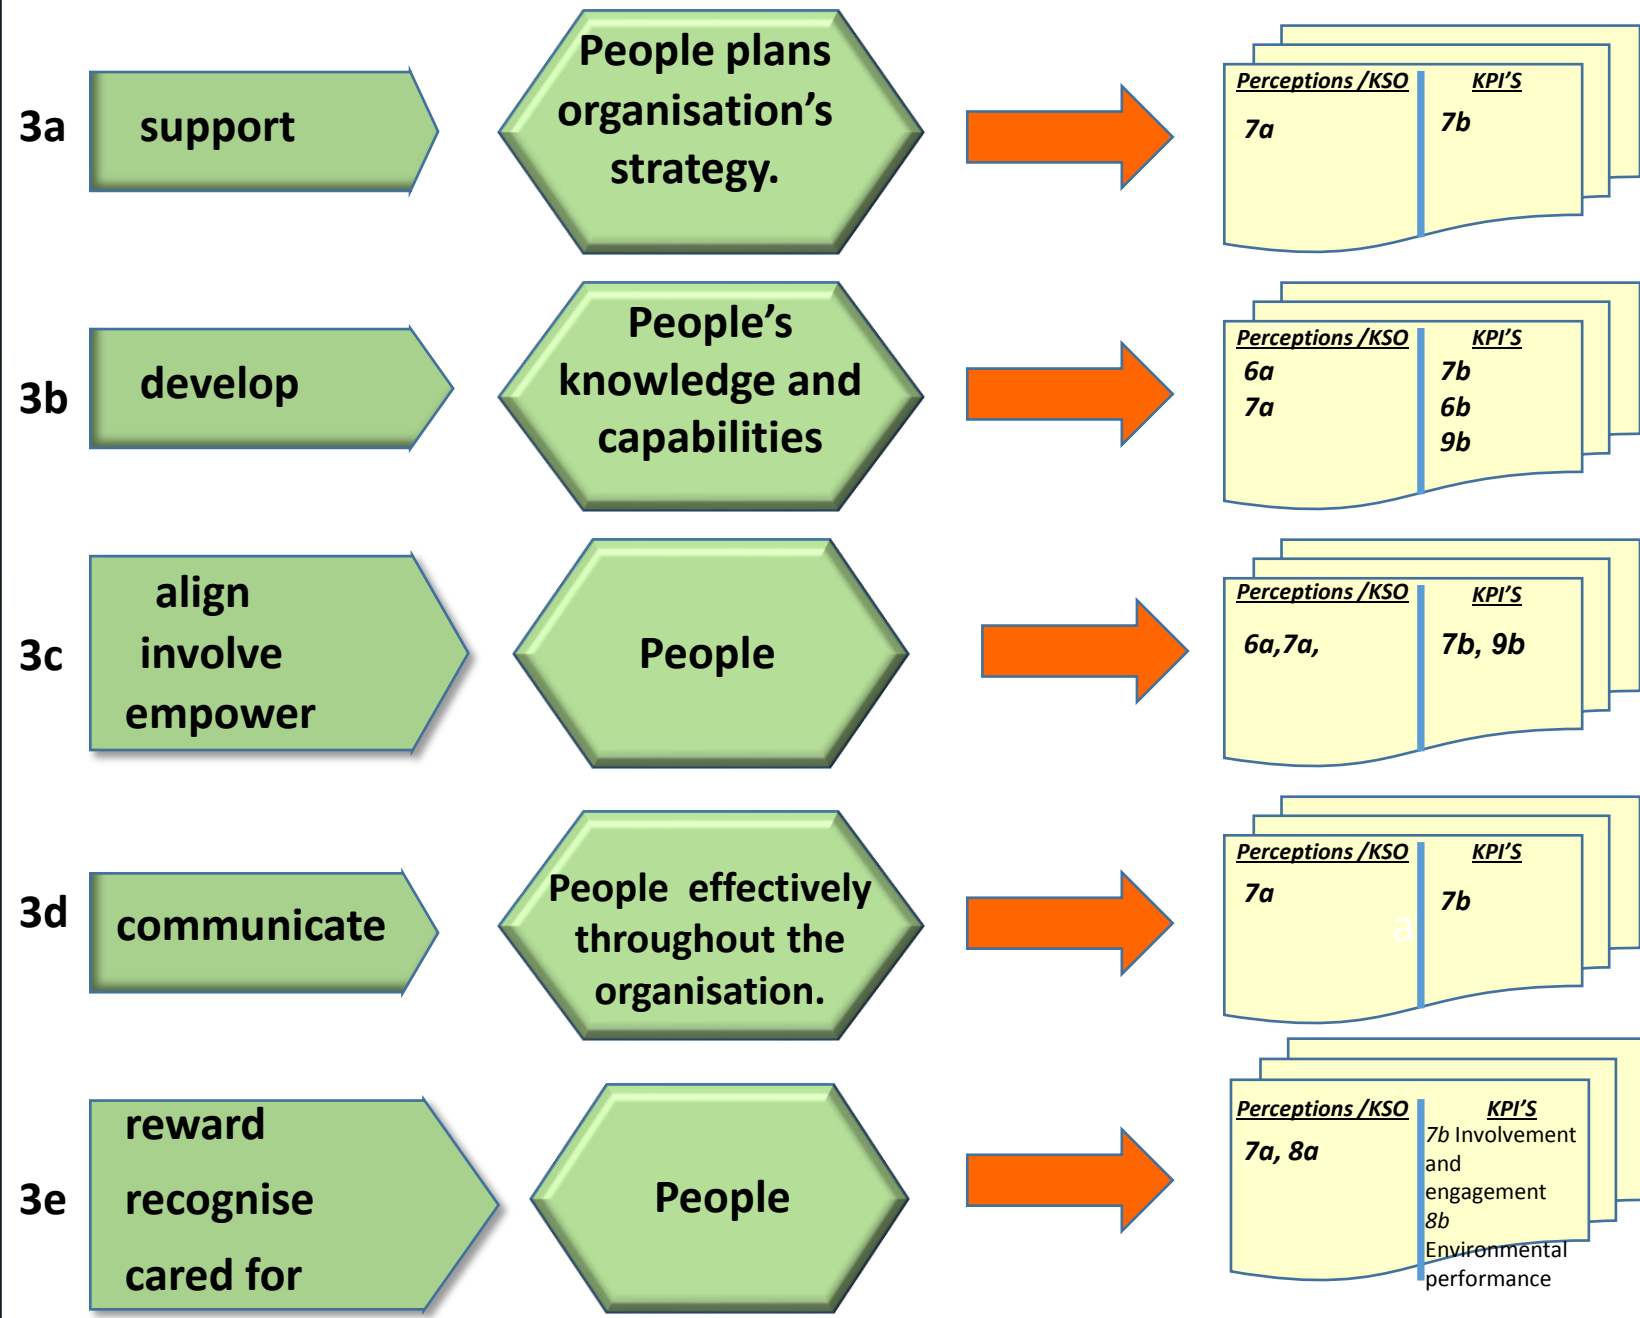 3a
support
People plans
organisation's
strategy.
Perceptions /KSO
7a
KPI'S
7b
3b
develop
People's
knowledge and
capabilities
Perceptions /KSO
6a
7a
KPI'S
7b
6b
9b
3c
align
involve
empower
People
Perceptions /KSO
6a,7a,
KPI'S
7b, 9b
3d
communicate
People effectively
throughout the
organisation.
Perceptions /KSO
7a
a
KPI'S
7b
3e
reward
recognise
cared for
People
Perceptions /KSO
7a, 8a
KPI'S
7b Involvement
and
engagement
8b
Environmental
performance